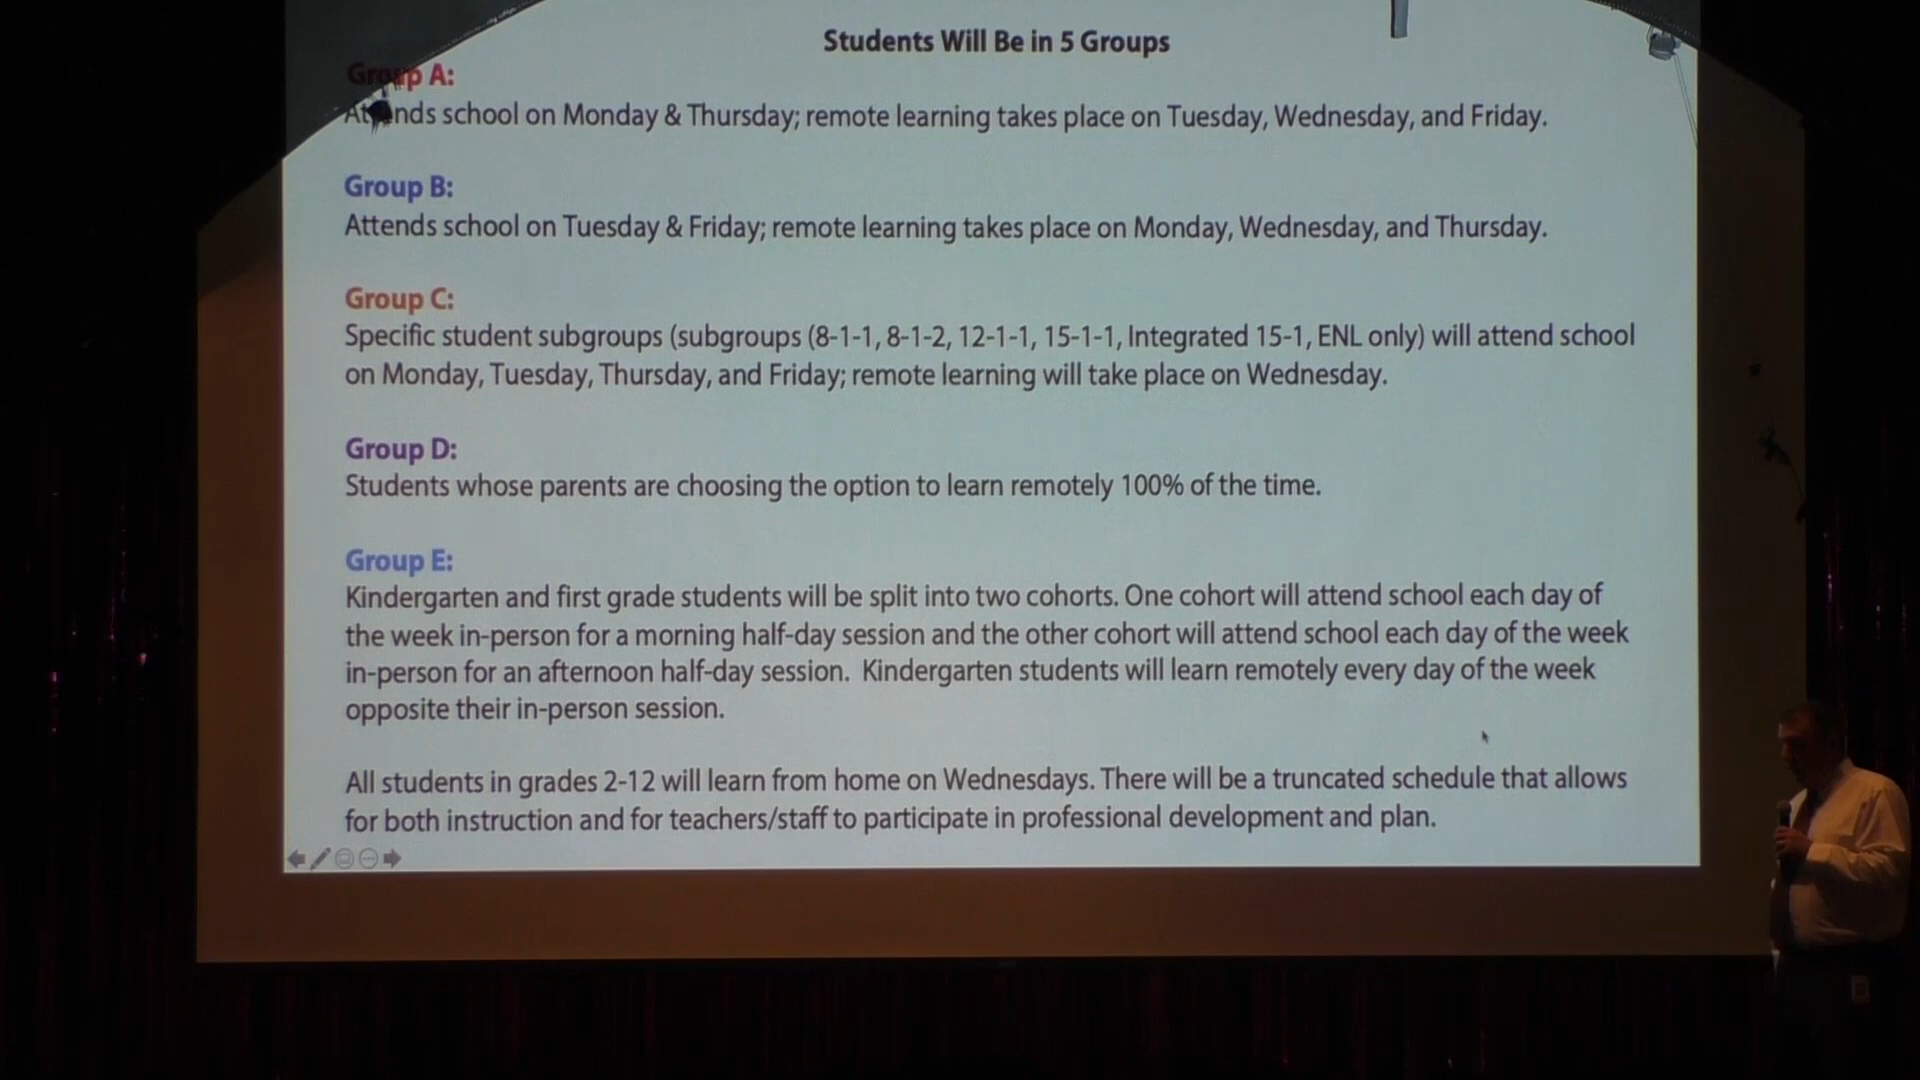 Students Will Be in 5 Groups
Group A:
Attends school on Monday & Thursday; remote learning takes place on Tuesday, Wednesday, and Friday.
Group B:
Attends school on Tuesday & Friday; remote learning takes place on Monday, Wednesday, and Thursday.
Group C:
Specific student subgroups (subgroups (8-1-1, 8-1-2, 12-1-1, 15-1-1, Integrated 15-1, ENL only) will attend school
on Monday, Tuesday, Thursday, and Friday; remote learning will take place on Wednesday.
Group D:
Students whose parents are choosing the option to learn remotely 100% of the time.
Group E:
Kindergarten and first grade students will be split into two cohorts. One cohort will attend school each day of
the week in-person for a morning half-day session and the other cohort will attend school each day of the week
in-person for an afternoon half-day session. Kindergarten students will learn remotely every day of the week
opposite their in-person session.
All students in grades 2-12 will learn from home on Wednesdays. There will be a truncated schedule that allows
for both instruction and for teachers/staff to participate in professional development and plan.